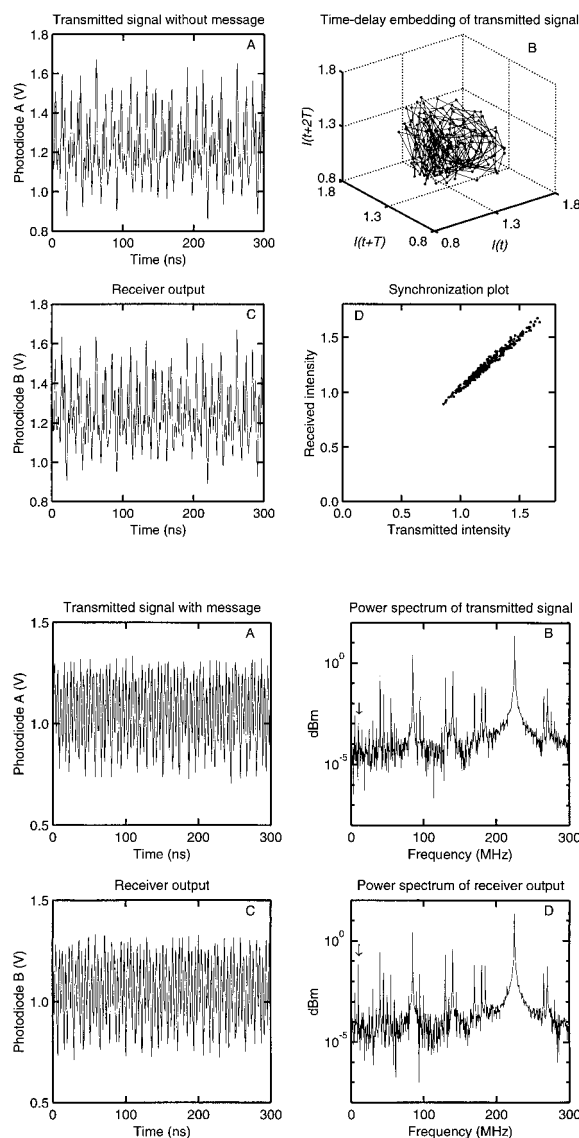 Transmitted signal without message
A
1.8
1.6
1.4
1.2
1.0
0.8
Photodiode A (V)
0
100
200
300
Time (ns)
Time-delay embedding of transmitted signal
B
1.8
1.3
0.8
I(t+2T)
1.8
1.3
0.8
I(t+T)
0.8
1.3
1.8
I(t)
Receiver output
C
1.8
1.6
1.4
1.2
1.0
0.8
Photodiode B (V)
0
100
200
300
Time (ns)
Synchronization plot
D
1.5
1.0
0.5
0.0
Received intensity
0.0
0.5
1.0
1.5
Transmitted intensity
Transmitted signal with message
A
1.5
1.0
0.5
Photodiode A (V)
0
100
200
300
Time (ns)
Power spectrum of transmitted signal
B
10^0
10^-5
dBm
0
100
200
300
Frequency (MHz)
Receiver output
C
1.5
1.0
0.5
Photodiode B (V)
0
100
200
300
Time (ns)
Power spectrum of receiver output
D
10^0
10^-5
dBm
0
100
200
300
Frequency (MHz)